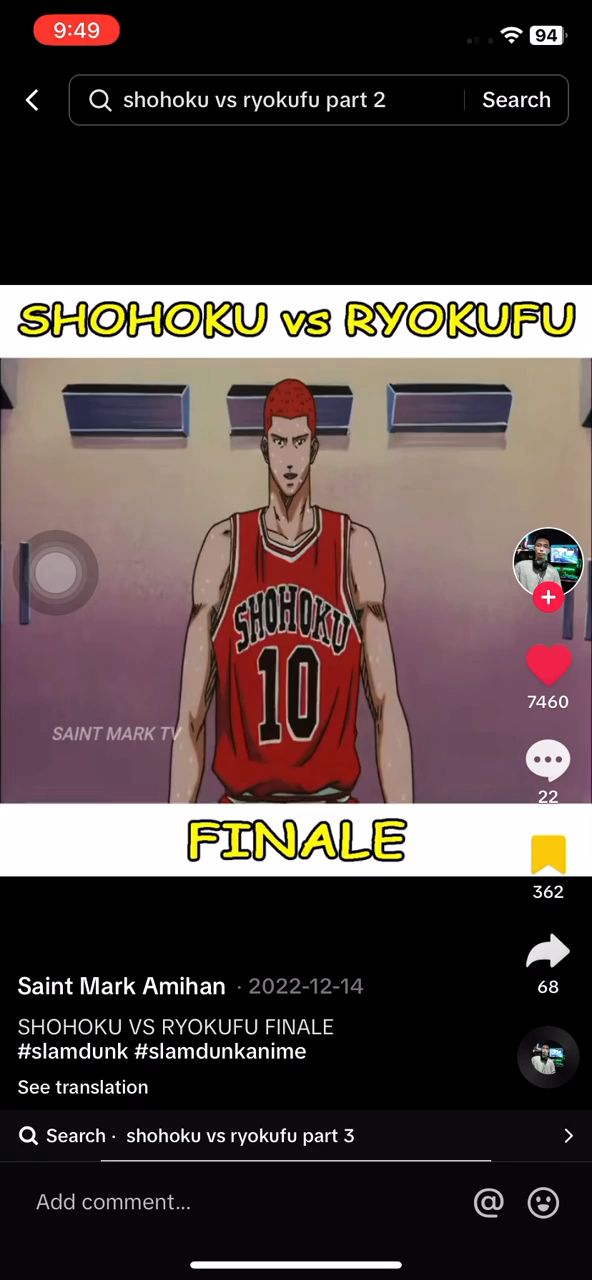 9:49
94
shohoku vs ryokufu part 2
Search
SHOHOKU vs RYOKUFU
SHOHOKU
10
SAINT MARK TV
7460
22
FINALE
362
68
Saint Mark Amihan · 2022-12-14
SHOHOKU VS RYOKUFU FINALE
#slamdunk #slamdunkanime
See translation
Search · shohoku vs ryokufu part 3
Add comment...